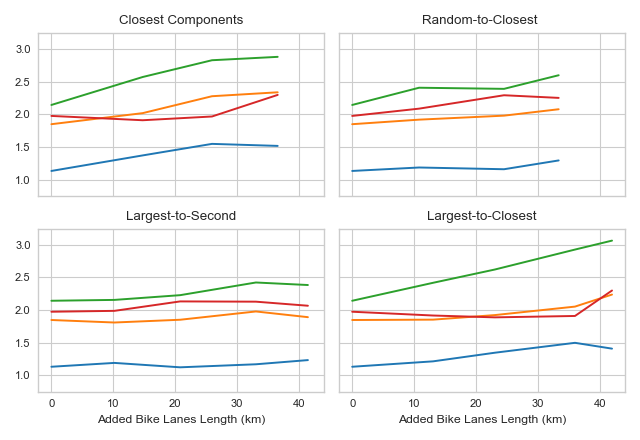 Closest Components
Random-to-Closest
3.0
2.5
2.0
1.5
1.0
Largest-to-Second
Largest-to-Closest
3.0
2.5
2.0
1.5
1.0
0 10 20 30 40
0 10 20 30 40
Added Bike Lanes Length (km)
Added Bike Lanes Length (km)